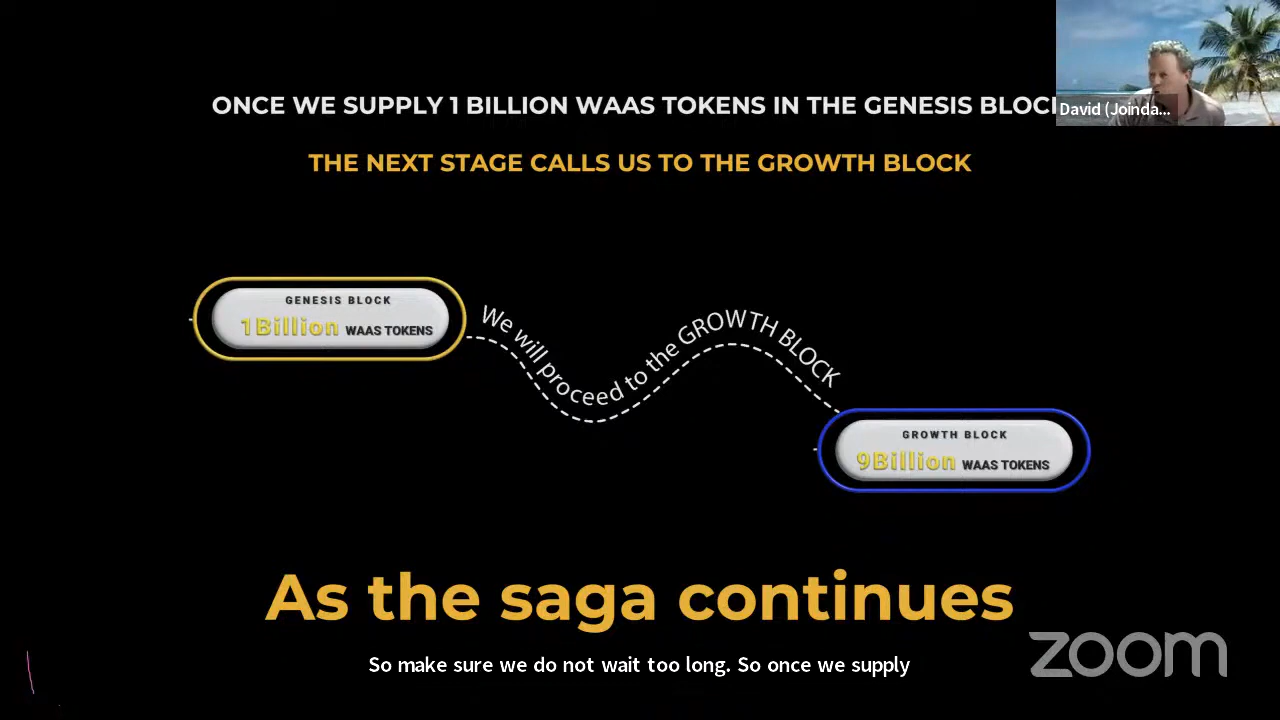 ONCE WE SUPPLY 1 BILLION WAAS TOKENS IN THE GENESIS BLOC
David (Joinda...
THE NEXT STAGE CALLS US TO THE GROWTH BLOCK
GENESIS BLOCK
1Billion WAAS TOKENS
We will proceed to the GROWTH BLOCK
GROWTH BLOCK
9Billion WAAS TOKENS
As the saga continues
zoom
So make sure we do not wait too long. So once we supply